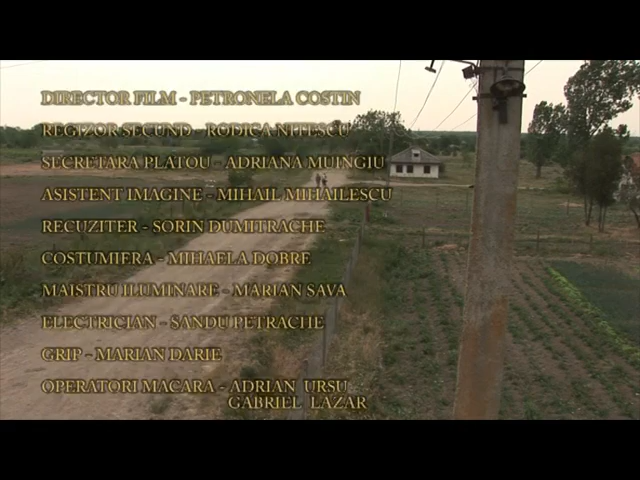 DIRECTOR FILM - PETRONELA COSTIN
REGIZOR SECUND - RODICA NITESCU
SECRETARA PLATOU - ADRIANA MUINGIU
ASISTENT IMAGINE - MIHAIL MIHAILESCU
RECUZITER - SORIN DUMITRACHE
COSTUMIERA - MIHAELA DOBRE
MAISTRU ILUMINARE - MARIAN SAVA
ELECTRICIAN - SANDU PETRACHE
GRIP - MARIAN DARIE
OPERATORI MACARA - ADRIAN URSU
GABRIEL LAZAR